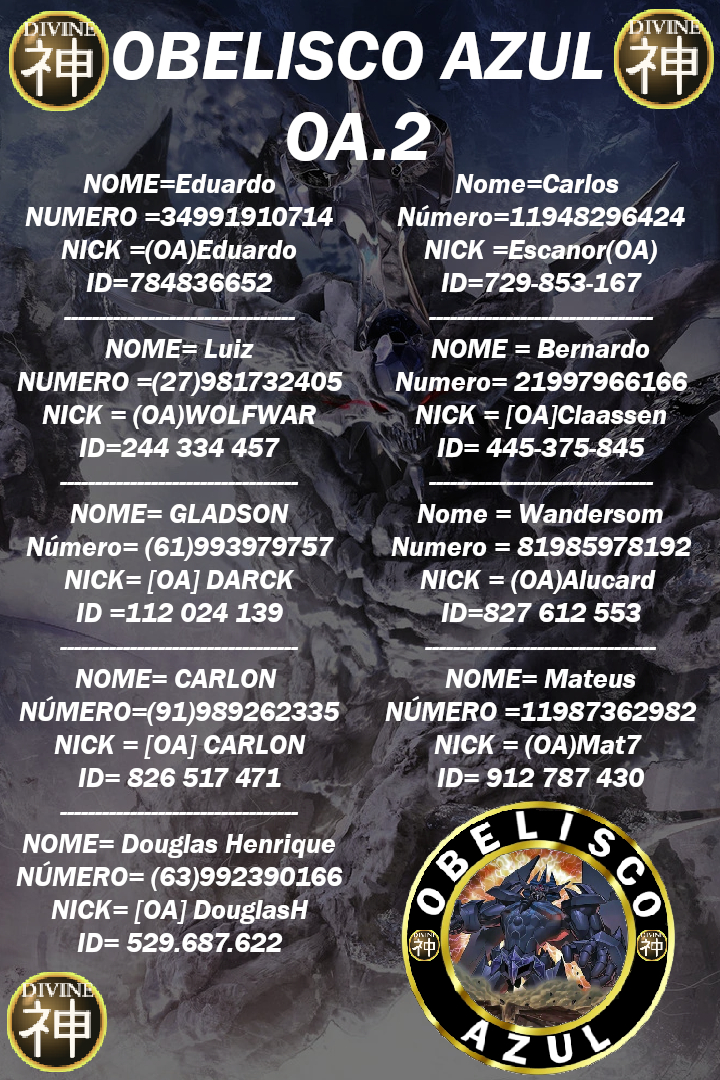 DIVINE
神
OBELISCO AZUL
DIVINE
神
OA.2
NOME=Eduardo
NUMERO =34991910714
NICK =(OA)Eduardo
ID=784836652
NOME= Luiz
NUMERO =(27)981732405
NICK = (OA)WOLFWAR
ID=244 334 457
NOME= GLADSON
Número= (61)993979757
NICK= [OA] DARCK
ID =112 024 139
NOME= CARLON
NÚMERO=(91)989262335
NICK = [OA] CARLON
ID= 826 517 471
NOME= Douglas Henrique
NÚMERO= (63)992390166
NICK= [OA] DouglasH
ID= 529.687.622
Nome=Carlos
Número=11948296424
NICK =Escanor(OA)
ID=729-853-167
NOME = Bernardo
Numero= 21997966166
NICK = [OA]Claassen
ID= 445-375-845
Nome = Wandersom
Numero = 81985978192
NICK = (OA)Alucard
ID=827 612 553
NOME= Mateus
NÚMERO =11987362982
NICK = (OA)Mat7
ID= 912 787 430
OBELISCO
DIVINE
神
DIVINE
神
AZUL
DIVINE
神